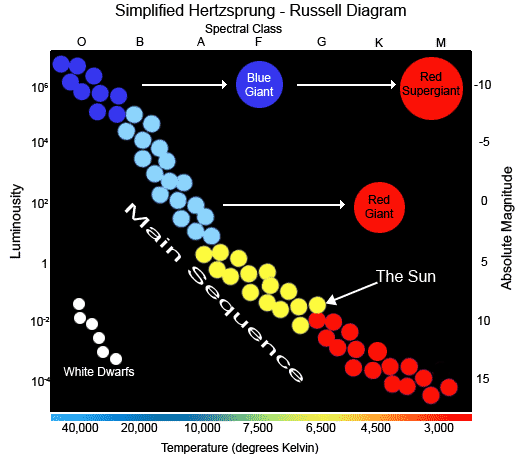 Simplified Hertzsprung - Russell Diagram
Spectral Class
O B A F G K M
10⁶
10⁴
10²
1
10⁻²
10⁻⁴
Luminousity
-10
-5
0
5
10
15
Absolute Magnitude
Blue
Giant
Red
Supergiant
Red
Giant
Main Sequence
The Sun
White Dwarfs
40,000 20,000 10,000 7,500 6,500 4,500 3,000
Temperature (degrees Kelvin)